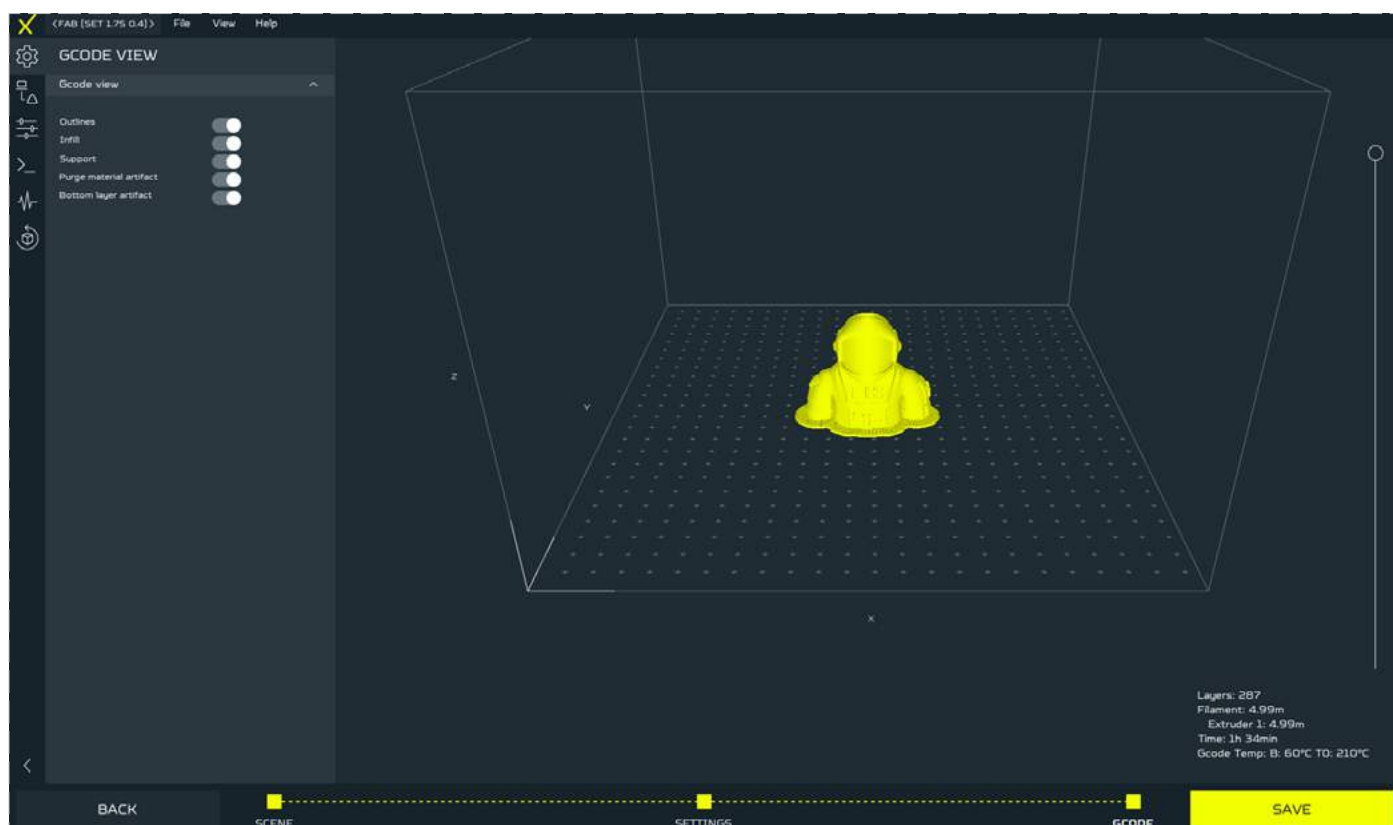 <FAB (SET 1.75 0.4)> File View Help
GCODE VIEW
Gcode view
Outlines
Infill
Support
Purge material artifact
Bottom layer artifact
Z
Y
X
Layers: 287
Filament: 4.99m
Extruder 1: 4.99m
Time: 1h 34min
Gcode Temp: B: 60°C T0: 210°C
BACK
SCENE
SETTINGS
GCODE
SAVE